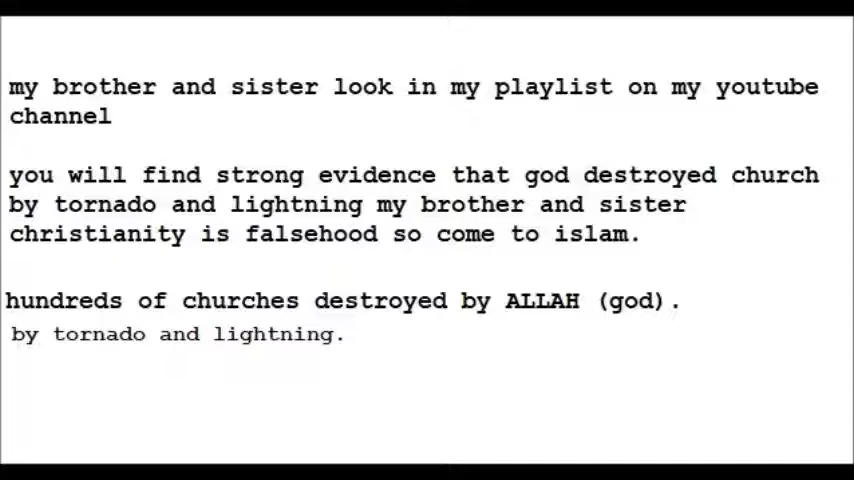 my brother and sister look in my playlist on my youtube
channel
you will find strong evidence that god destroyed church
by tornado and lightning my brother and sister
christianity is falsehood so come to islam.
hundreds of churches destroyed by ALLAH (god).
by tornado and lightning.